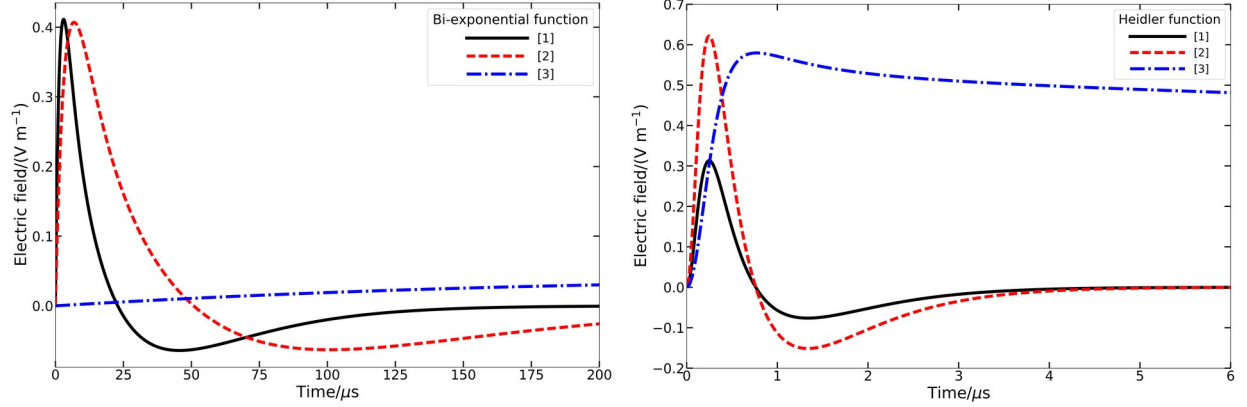 Bi-exponential function
[1]
[2]
[3]
Electric field/(V m⁻¹)
0.4
0.3
0.2
0.1
0.0
0 25 50 75 100 125 150 175 200
Time/μs
Heidler function
[1]
[2]
[3]
Electric field/(V m⁻¹)
0.7
0.6
0.5
0.4
0.3
0.2
0.1
0.0
−0.1
−0.2
0 1 2 3 4 5 6
Time/μs